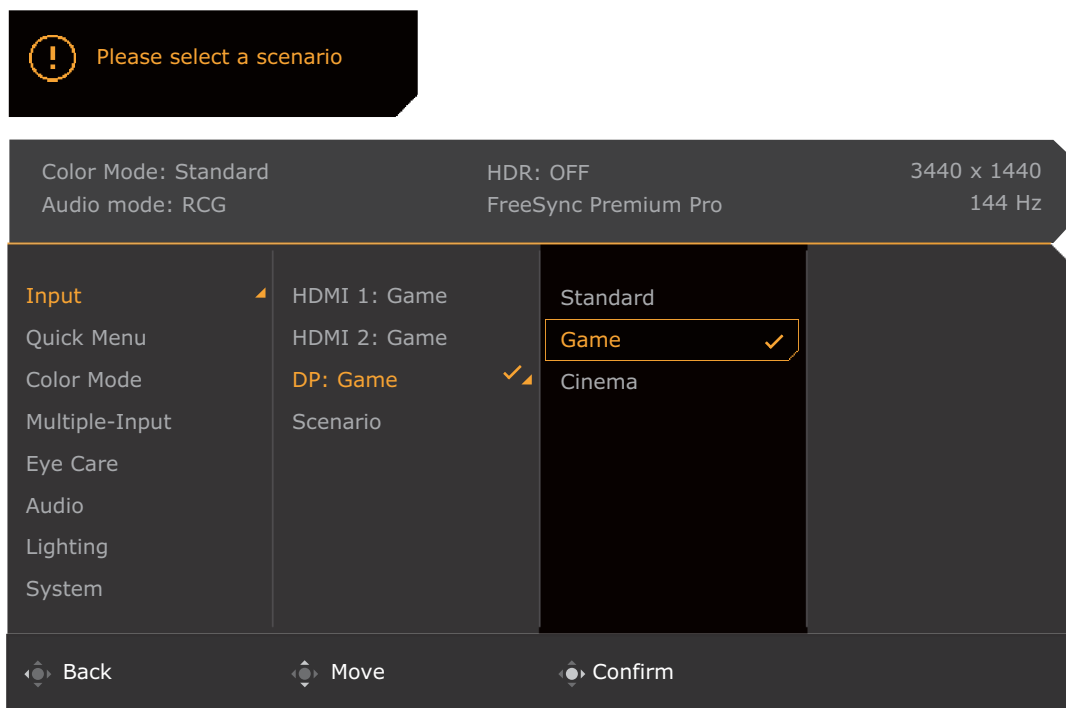 Please select a scenario
Color Mode: Standard
Audio mode: RCG
HDR: OFF
FreeSync Premium Pro
3440 x 1440
144 Hz
Input
Quick Menu
Color Mode
Multiple-Input
Eye Care
Audio
Lighting
System
HDMI 1: Game
HDMI 2: Game
DP: Game
Scenario
Standard
Game
Cinema
Back
Move
Confirm